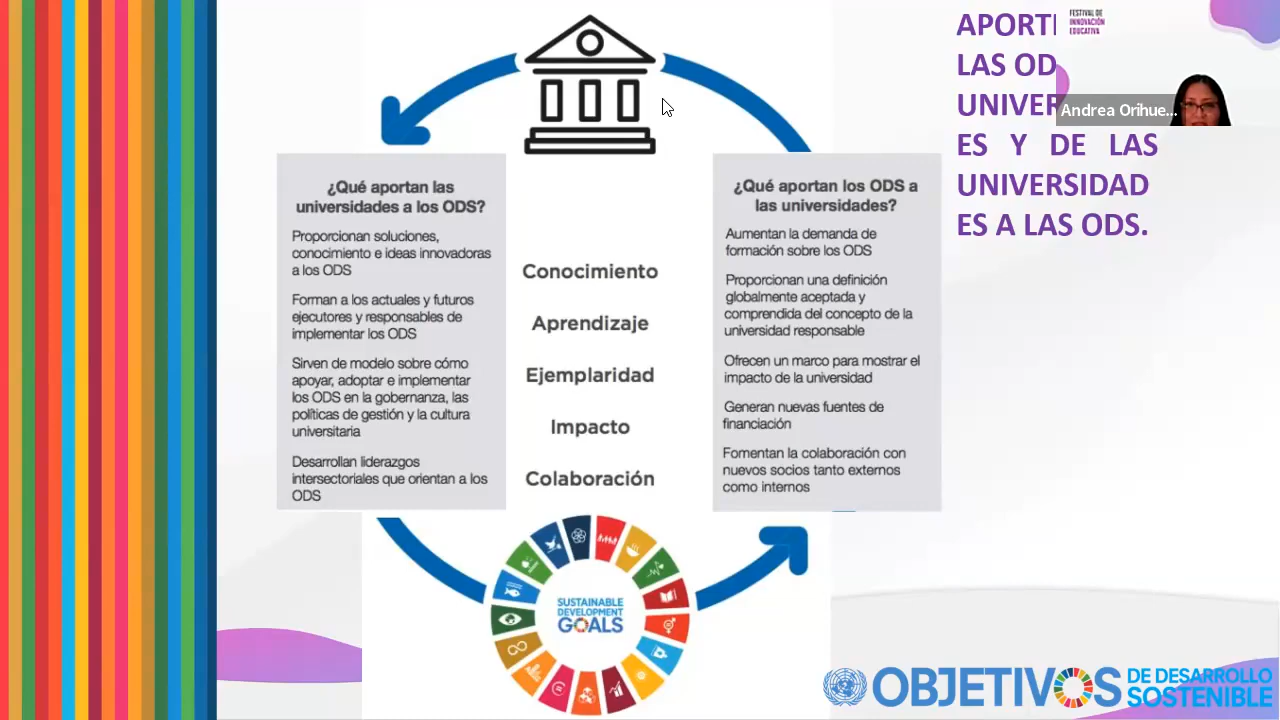 APORT
LAS OD
UNIVER
ES Y DE LAS
UNIVERSIDAD
ES A LAS ODS.
FESTIVAL DE
INNOVACIÓN
EDUCATIVA
Andrea Orihue...
¿Qué aportan las
universidades a los ODS?
Proporcionan soluciones,
conocimiento e ideas innovadoras
a los ODS
Forman a los actuales y futuros
ejecutores y responsables de
implementar los ODS
Sirven de modelo sobre cómo
apoyar, adoptar e implementar
los ODS en la gobernanza, las
políticas de gestión y la cultura
universitaria
Desarrollan liderazgos
intersectoriales que orientan a los
ODS
Conocimiento
Aprendizaje
Ejemplaridad
Impacto
Colaboración
¿Qué aportan los ODS a
las universidades?
Aumentan la demanda de
formación sobre los ODS
Proporcionan una definición
globalmente aceptada y
comprendida del concepto de la
universidad responsable
Ofrecen un marco para mostrar el
impacto de la universidad
Generan nuevas fuentes de
financiación
Fomentan la colaboración con
nuevos socios tanto externos
como internos
SUSTAINABLE
DEVELOPMENT
GOALS
OBJETIVOS
DE DESARROLLO
SOSTENIBLE